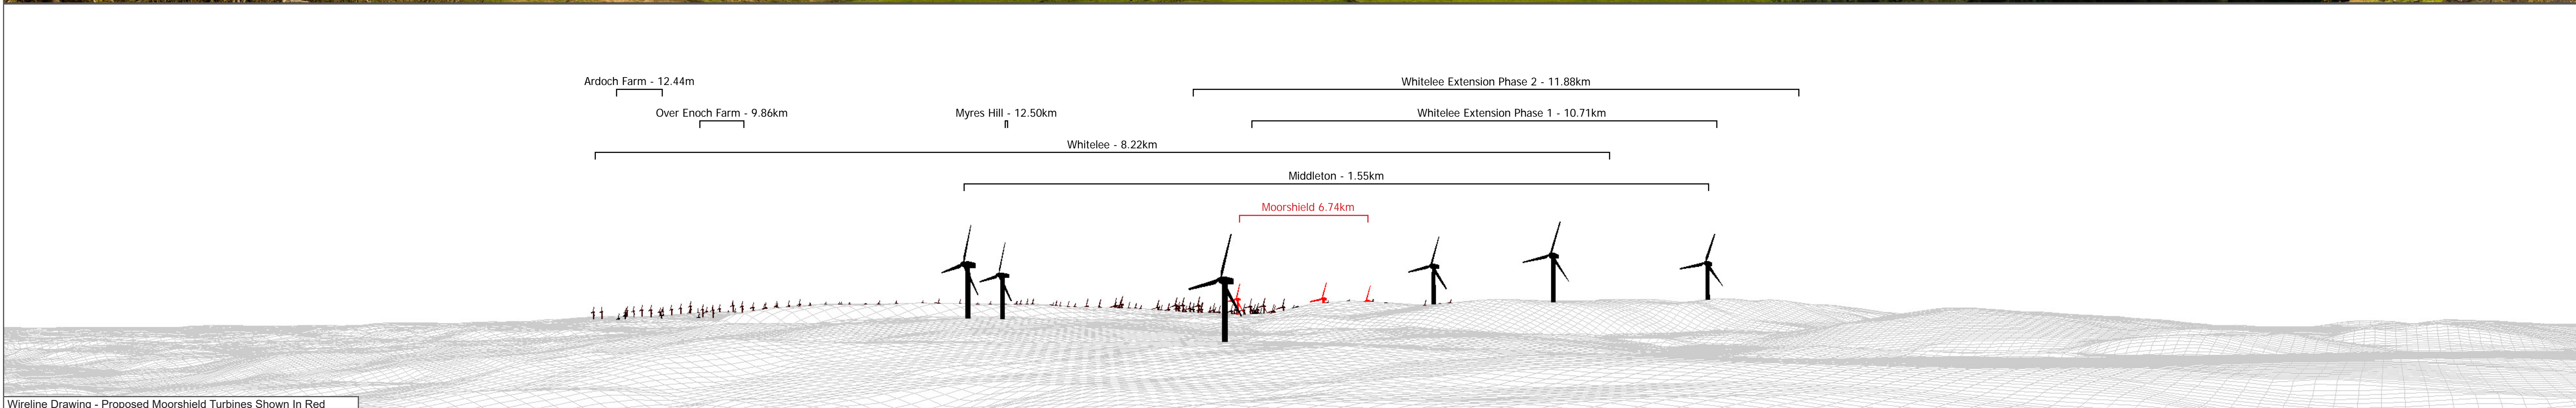 Ardoch Farm - 12.44m
Whitelee Extension Phase 2 - 11.88km
Over Enoch Farm - 9.86km
Myres Hill - 12.50km
Whitelee Extension Phase 1 - 10.71km
Whitelee - 8.22km
Middleton - 1.55km
Moorshield 6.74km
Wireline Drawing - Proposed Moorshield Turbines Shown In Red